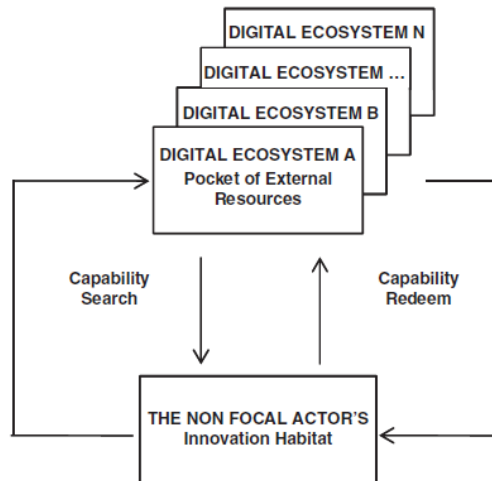 DIGITAL ECOSYSTEM N
DIGITAL ECOSYSTEM ...
DIGITAL ECOSYSTEM B
DIGITAL ECOSYSTEM A
Pocket of External
Resources
Capability
Search
Capability
Redeem
THE NON FOCAL ACTOR'S
Innovation Habitat